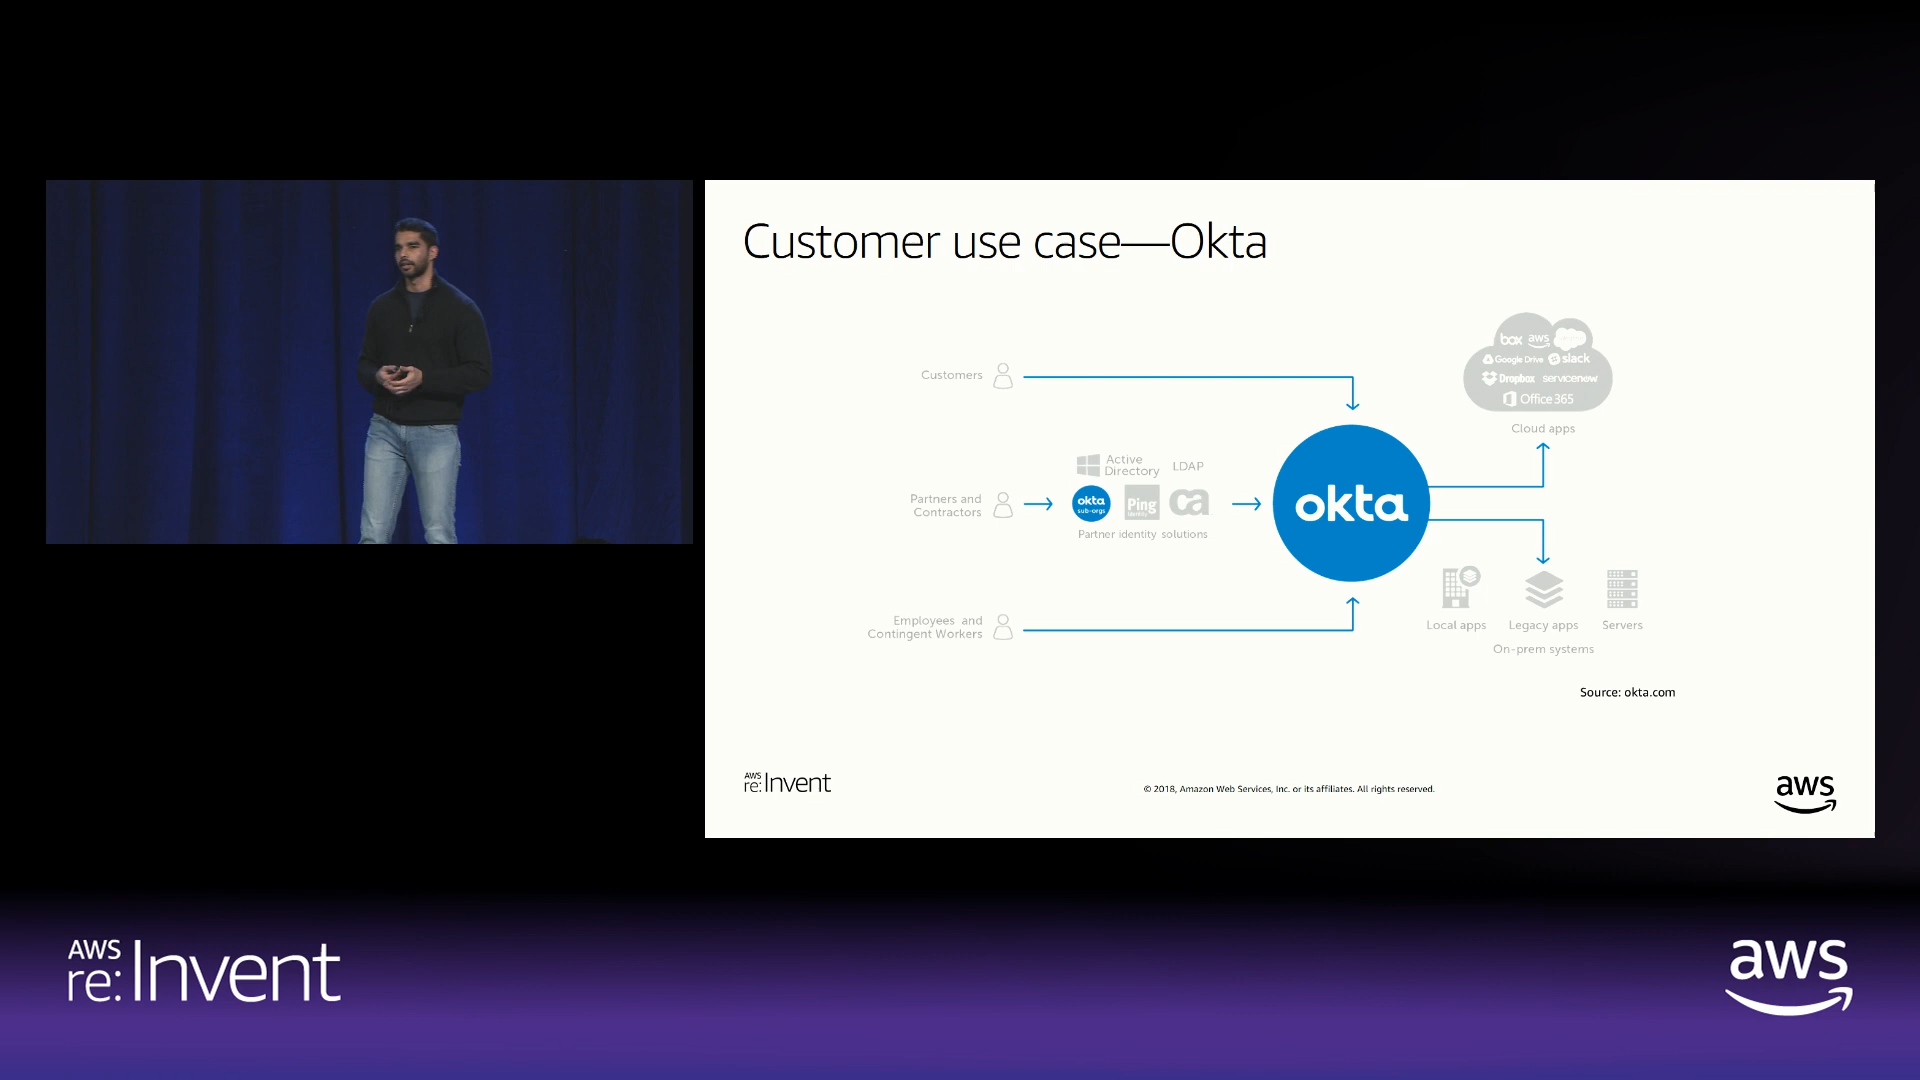 Customer use case—Okta
box aws
Google Drive slack
Dropbox servicenow
Office 365
Cloud apps
Customers
Active
Directory
LDAP
Partners and
Contractors
okta
sub-orgs
Ping
Identity
ca
Partner identity solutions
okta
Employees and
Contingent Workers
Local apps
Legacy apps
Servers
On-prem systems
Source: okta.com
AWS
re:Invent
© 2018, Amazon Web Services, Inc. or its affiliates. All rights reserved.
aws
AWS
re:Invent
aws